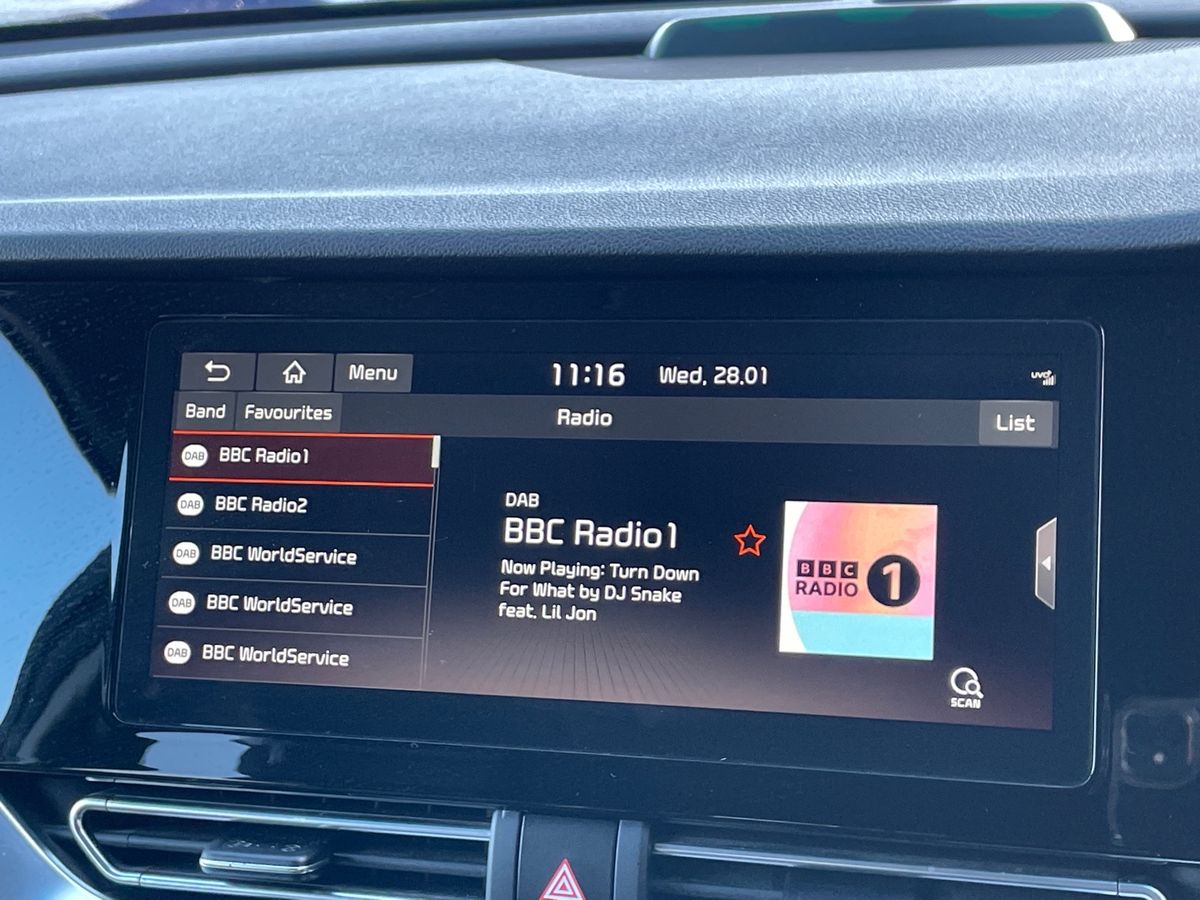 Menu
11:16
Wed, 28.01
UVO
Band
Favourites
Radio
List
DAB BBC Radio1
DAB BBC Radio2
DAB BBC WorldService
DAB BBC WorldService
DAB BBC WorldService
DAB
BBC Radio1
Now Playing: Turn Down
For What by DJ Snake
feat. Lil Jon
BBC
RADIO 1
SCAN